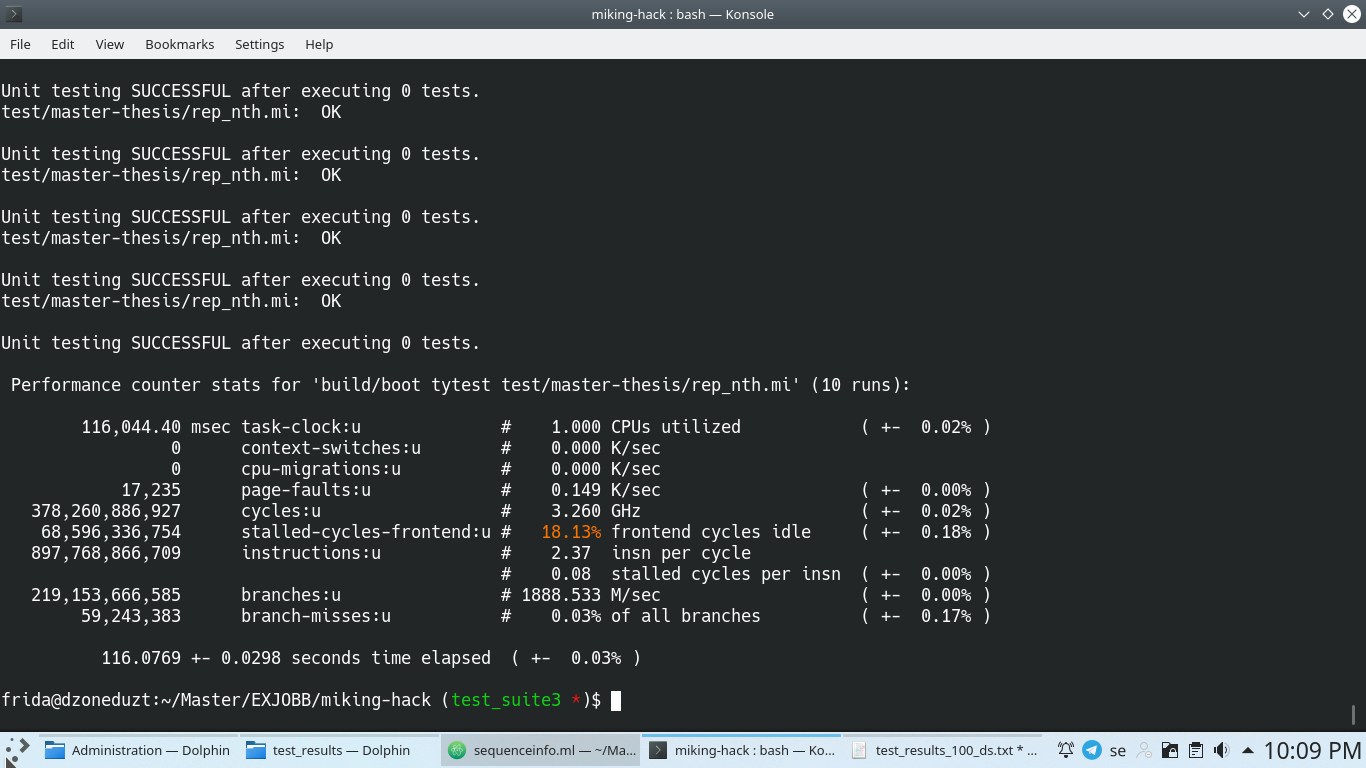 miking-hack : bash — Konsole
File Edit View Bookmarks Settings Help
Unit testing SUCCESSFUL after executing 0 tests.
test/master-thesis/rep_nth.mi:  OK
Unit testing SUCCESSFUL after executing 0 tests.
test/master-thesis/rep_nth.mi:  OK
Unit testing SUCCESSFUL after executing 0 tests.
test/master-thesis/rep_nth.mi:  OK
Unit testing SUCCESSFUL after executing 0 tests.
test/master-thesis/rep_nth.mi:  OK
Unit testing SUCCESSFUL after executing 0 tests.
Performance counter stats for 'build/boot tytest test/master-thesis/rep_nth.mi' (10 runs):
116,044.40 msec task-clock:u # 1.000 CPUs utilized ( +- 0.02% )
0 context-switches:u # 0.000 K/sec
0 cpu-migrations:u # 0.000 K/sec
17,235 page-faults:u # 0.149 K/sec ( +- 0.00% )
378,260,886,927 cycles:u # 3.260 GHz ( +- 0.02% )
68,596,336,754 stalled-cycles-frontend:u # 18.13% frontend cycles idle ( +- 0.18% )
897,768,866,709 instructions:u # 2.37 insn per cycle
# 0.08 stalled cycles per insn ( +- 0.00% )
219,153,666,585 branches:u # 1888.533 M/sec ( +- 0.00% )
59,243,383 branch-misses:u # 0.03% of all branches ( +- 0.17% )
116.0769 +- 0.0298 seconds time elapsed ( +- 0.03% )
frida@dzoneduzt:~/Master/EXJOBB/miking-hack (test_suite3 *)$
Administration — Dolphin test_results — Dolphin sequenceinfo.ml — ~/Ma... miking-hack : bash — Ko... test_results_100_ds.txt * ... se 10:09 PM